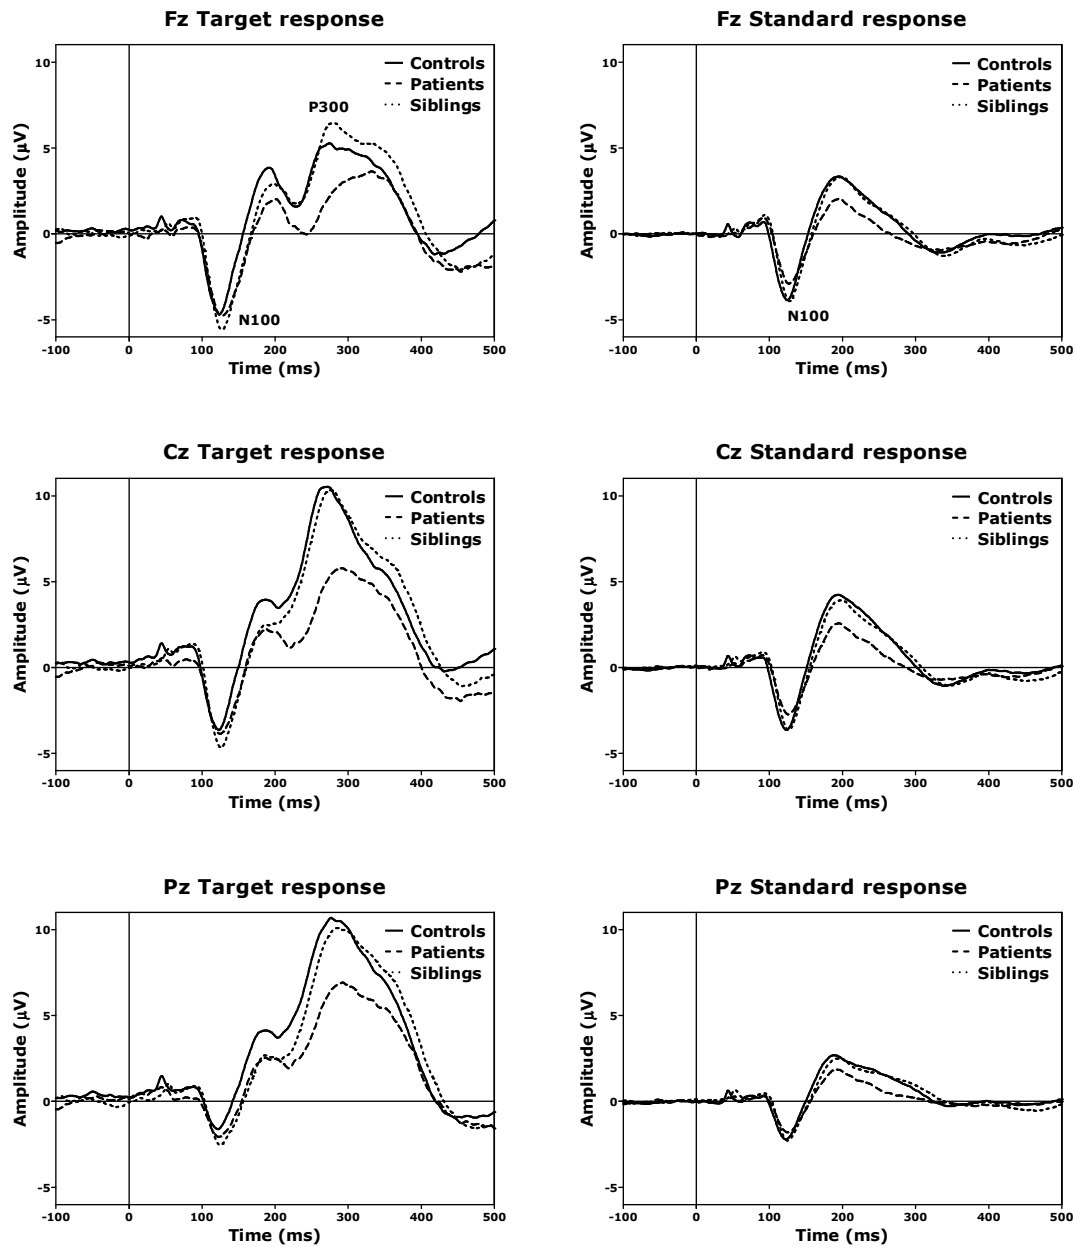 Fz Target response
10
5
0
-5
Amplitude (µV)
Controls
Patients
Siblings
P300
N100
-100 0 100 200 300 400 500
Time (ms)
Fz Standard response
10
5
0
-5
Amplitude (µV)
Controls
Patients
Siblings
N100
-100 0 100 200 300 400 500
Time (ms)
Cz Target response
10
5
0
-5
Amplitude (µV)
Controls
Patients
Siblings
-100 0 100 200 300 400 500
Time (ms)
Cz Standard response
10
5
0
-5
Amplitude (µV)
Controls
Patients
Siblings
-100 0 100 200 300 400 500
Time (ms)
Pz Target response
10
5
0
-5
Amplitude (µV)
Controls
Patients
Siblings
-100 0 100 200 300 400 500
Time (ms)
Pz Standard response
10
5
0
-5
Amplitude (µV)
Controls
Patients
Siblings
-100 0 100 200 300 400 500
Time (ms)